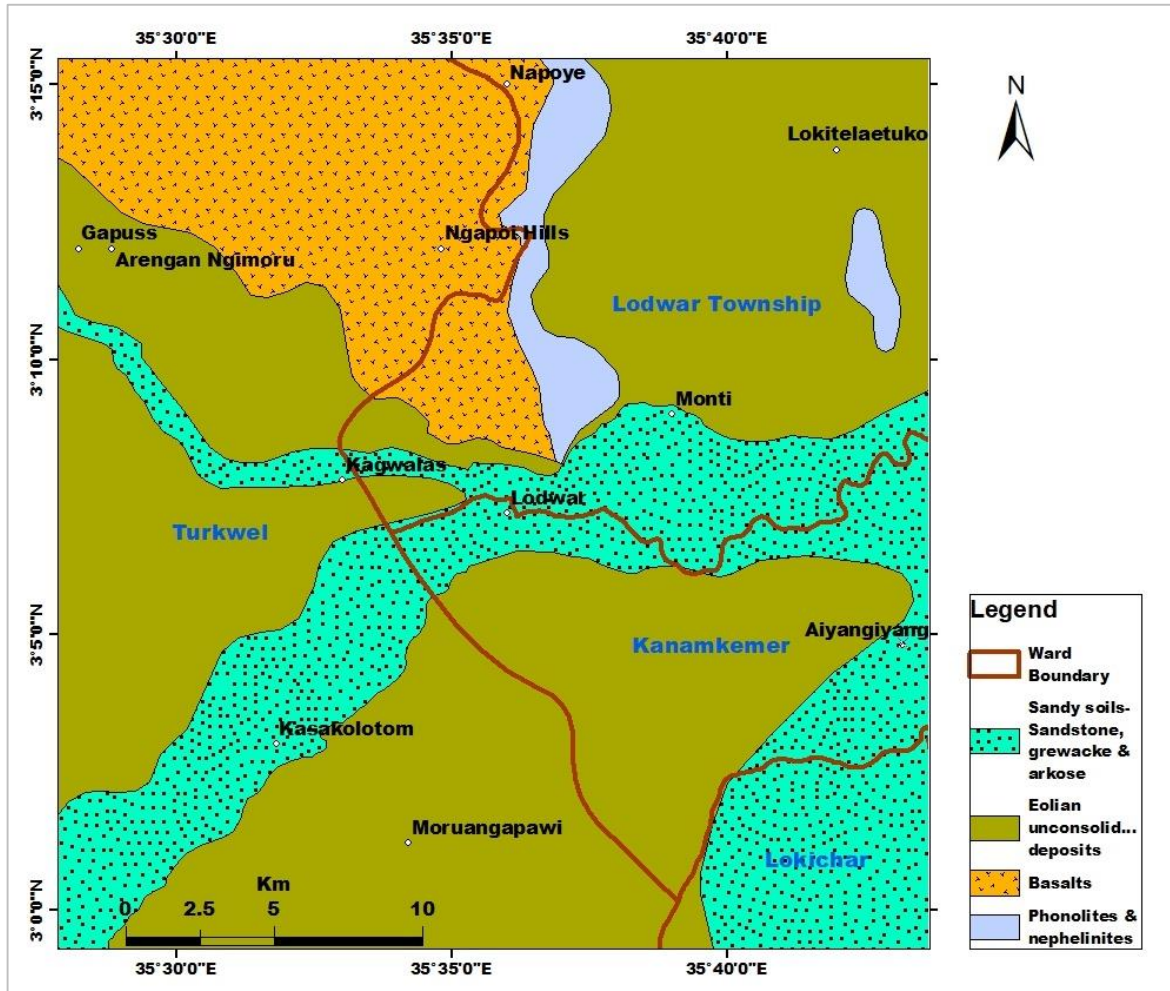 35°30'0"E
35°35'0"E
35°40'0"E
3°15'0"N
3°10'0"N
3°5'0"N
3°0'0"N
Napoye
Lokitelaetuko
Gapuss
Arengan Ngimoru
Ngapoi Hills
Lodwar Township
Monti
Kagwalas
Lodwar
Turkwel
Kanamkemer
Aiyangiyang
Kasakolotom
Moruangapawi
Lokichar
Km
0 2.5 5 10
35°30'0"E
35°35'0"E
35°40'0"E
N
Legend
Ward
Boundary
Sandy soils-
Sandstone,
grewacke &
arkose
Eolian
unconsolid...
deposits
Basalts
Phonolites &
nephelinites